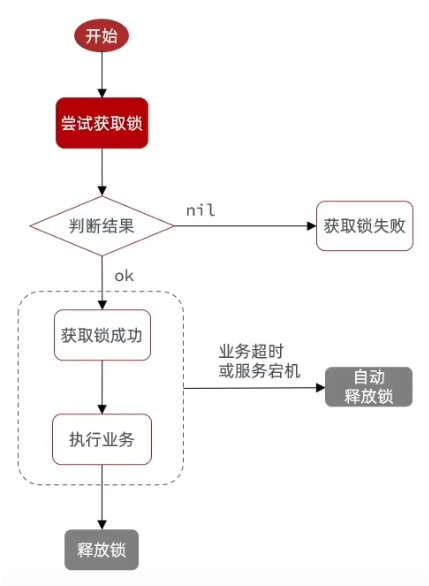 开始
尝试获取锁
判断结果
nil
获取锁失败
ok
获取锁成功
业务超时
或服务宕机
自动
释放锁
执行业务
释放锁